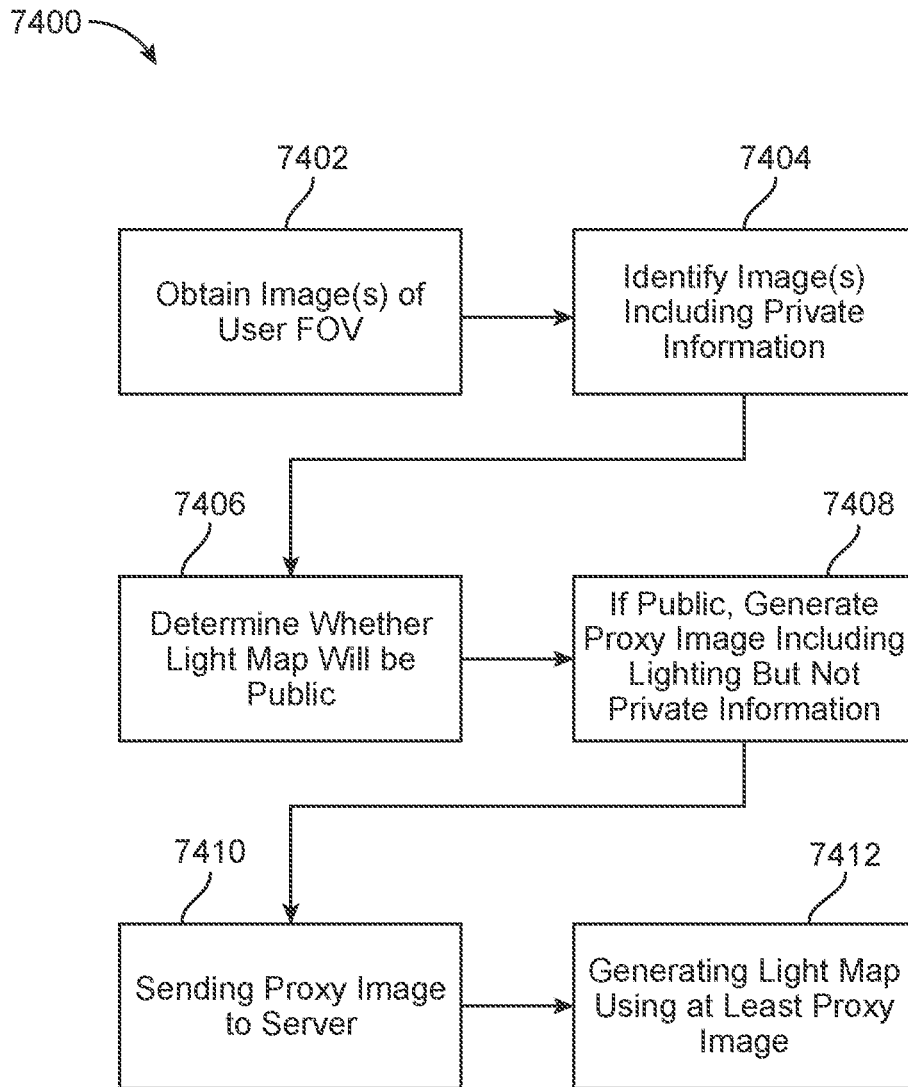 7400
7402
Obtain Image(s) of
User FOV
7404
Identify Image(s)
Including Private
Information
7406
Determine Whether
Light Map Will be
Public
7408
If Public, Generate
Proxy Image Including
Lighting But Not
Private Information
7410
Sending Proxy Image
to Server
7412
Generating Light Map
Using at Least Proxy
Image